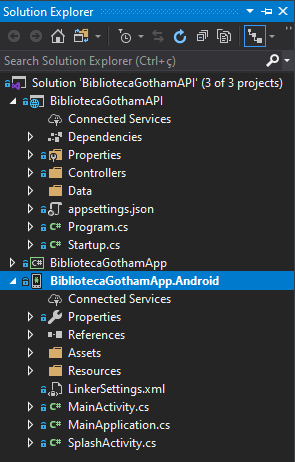 Solution Explorer
Search Solution Explorer (Ctrl+ç)
Solution 'BibliotecaGothamAPI' (3 of 3 projects)
BibliotecaGothamAPI
Connected Services
Dependencies
Properties
Controllers
Data
appsettings.json
C# Program.cs
C# Startup.cs
C# BibliotecaGothamApp
BibliotecaGothamApp.Android
Connected Services
Properties
References
Assets
Resources
LinkerSettings.xml
C# MainActivity.cs
C# MainApplication.cs
C# SplashActivity.cs